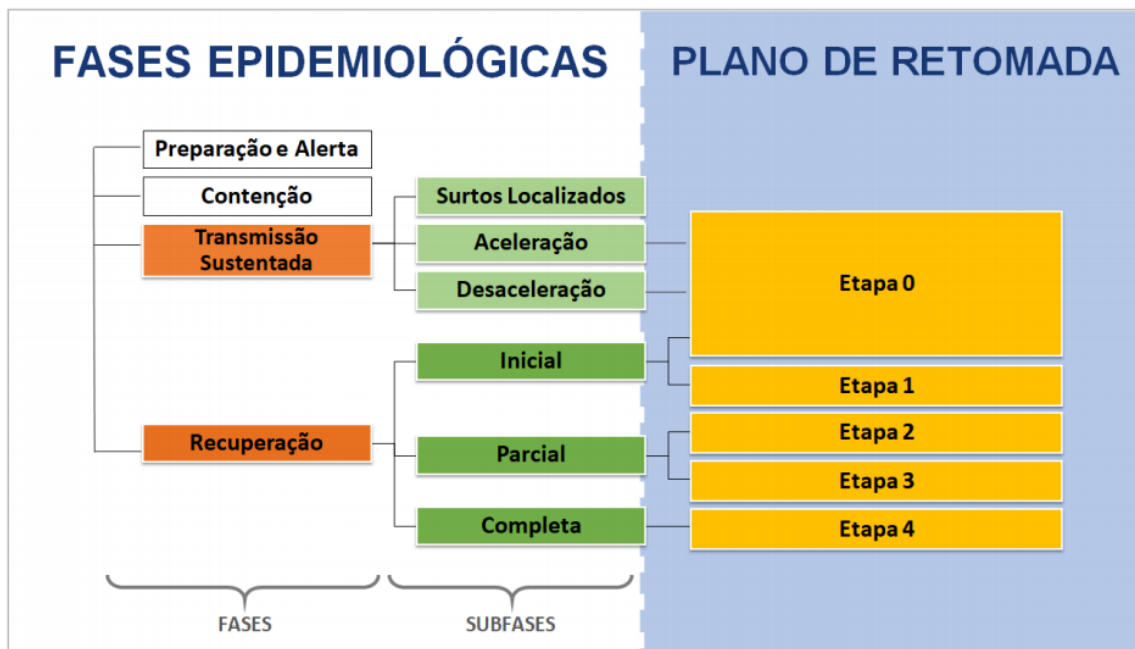 FASES EPIDEMIOLÓGICAS
PLANO DE RETOMADA
Preparação e Alerta
Contenção
Transmissão
Sustentada
Surtos Localizados
Aceleração
Desaceleração
Etapa 0
Inicial
Etapa 1
Recuperação
Parcial
Etapa 2
Etapa 3
Completa
Etapa 4
FASES
SUBFASES